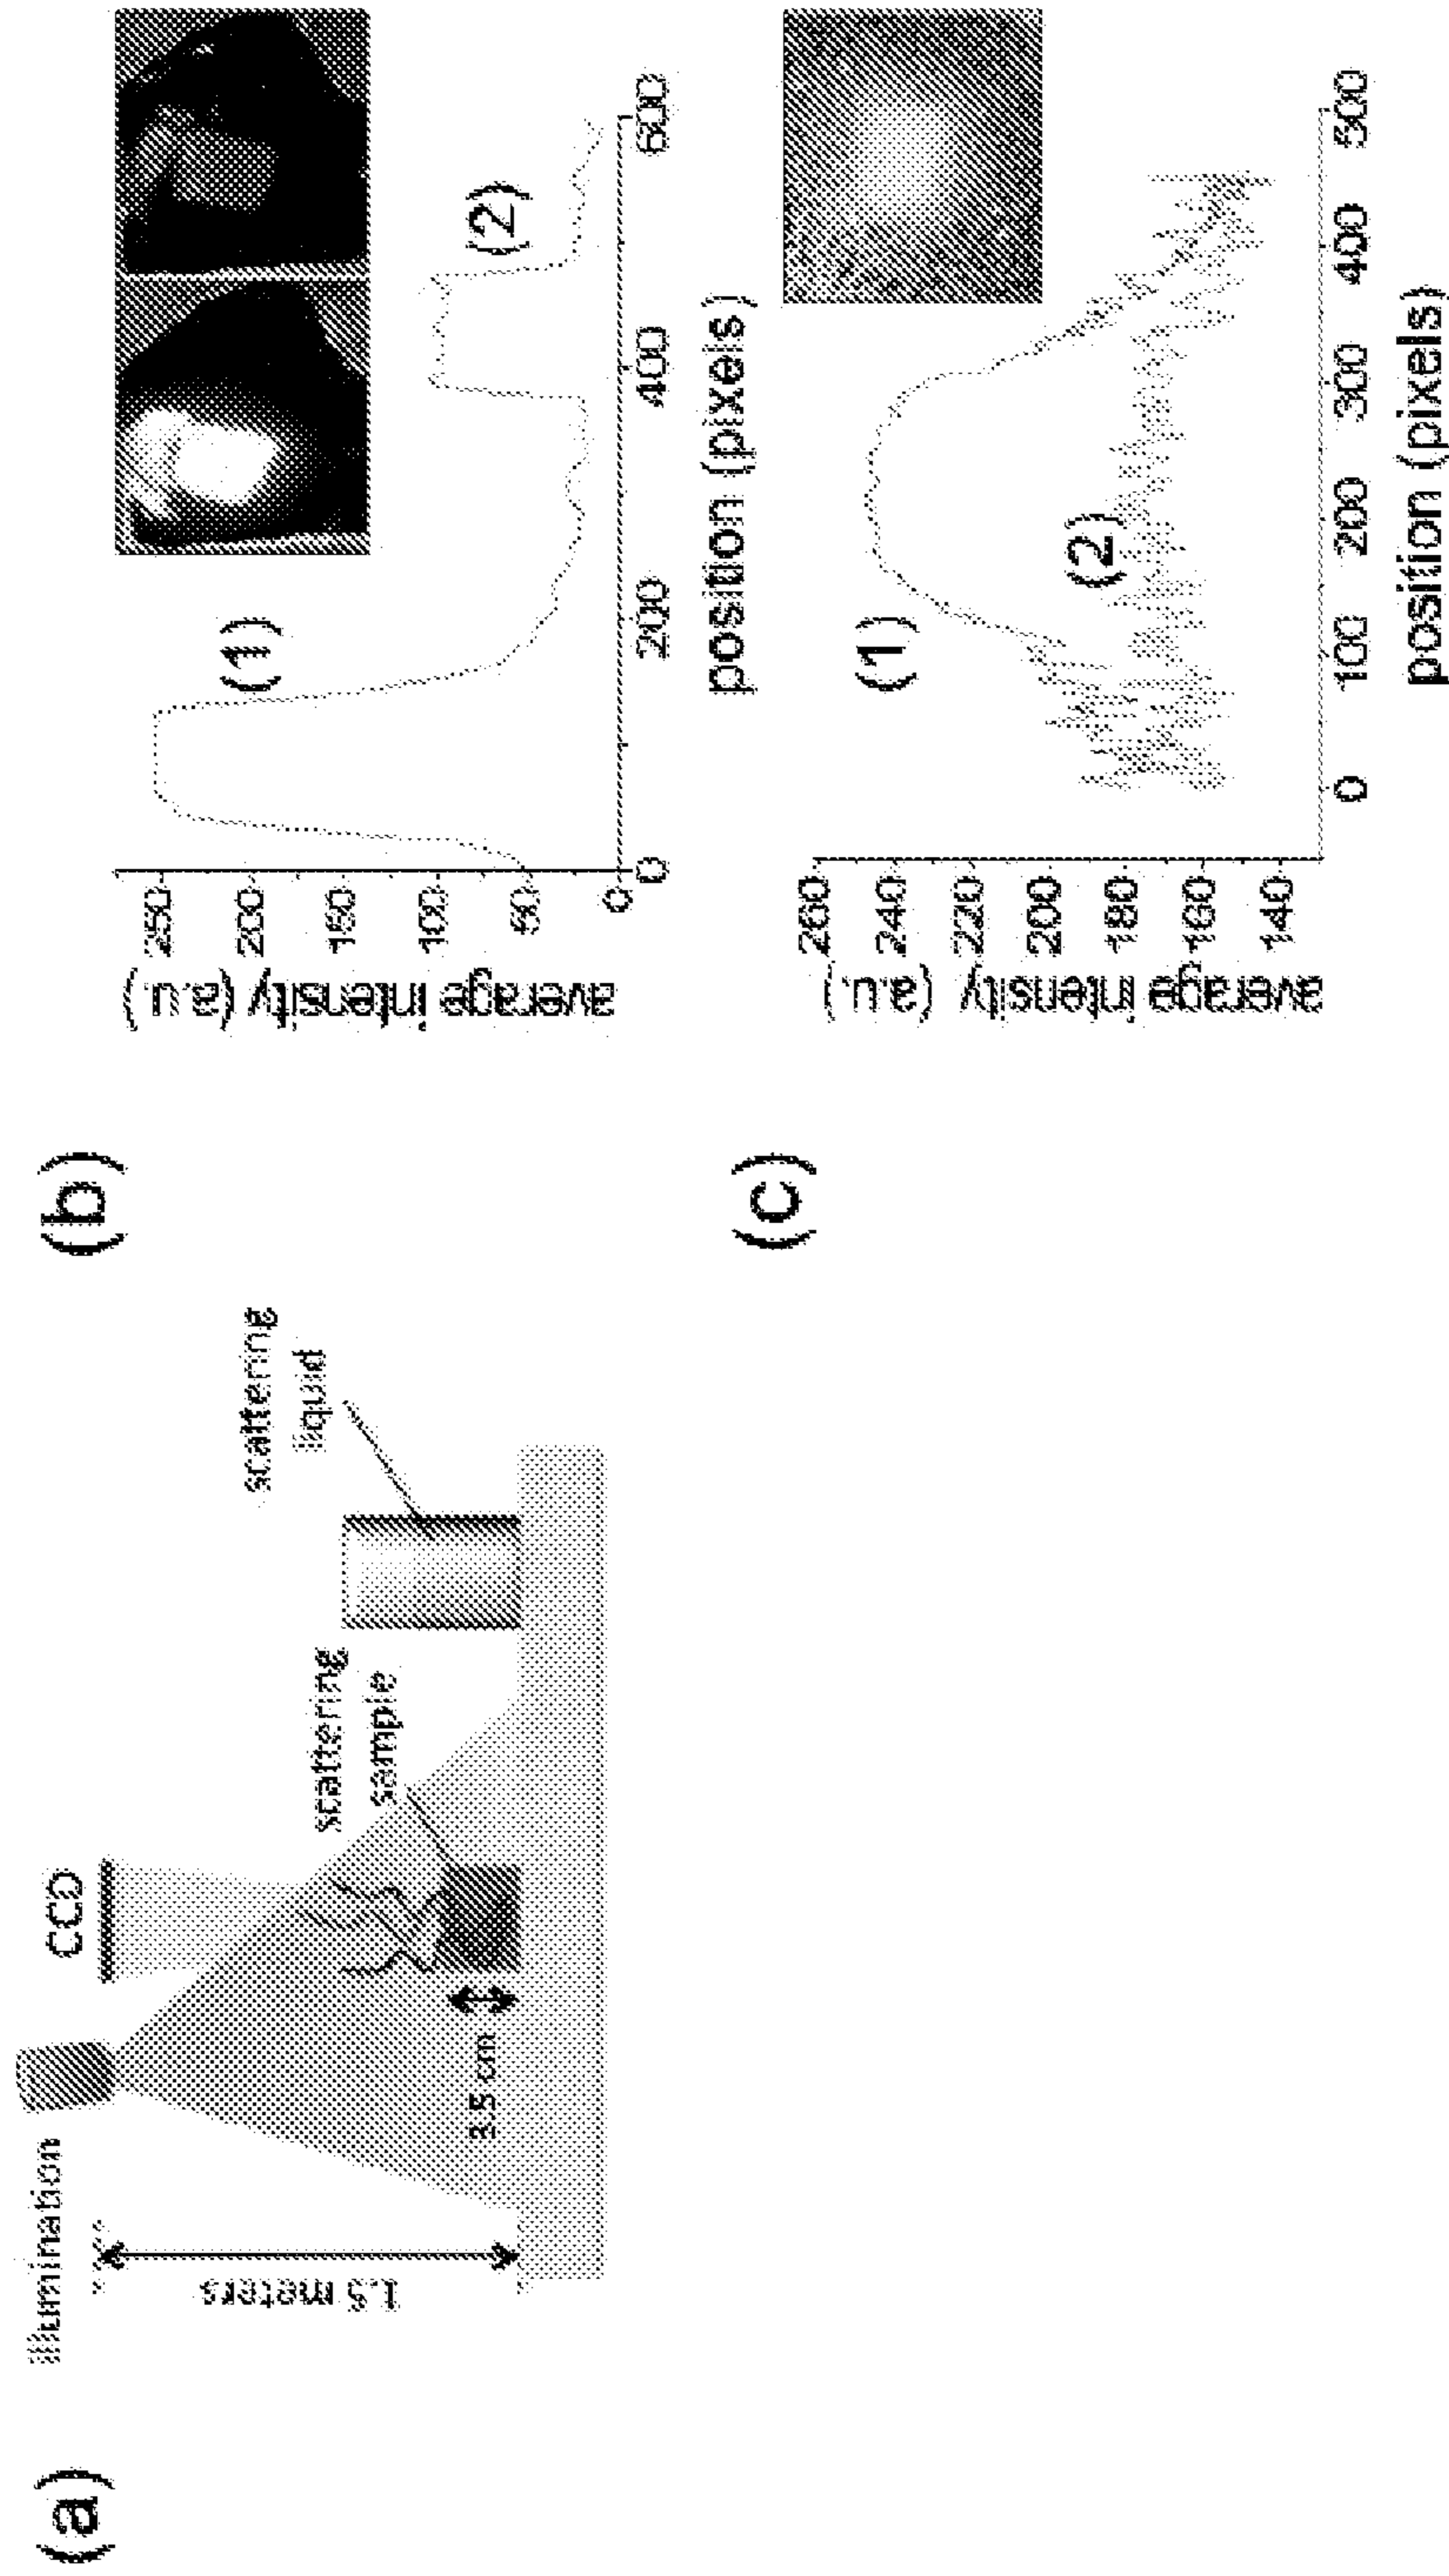 (a)
illumination
CCD
1.5 meters
3.5 cm
scattering
sample
scattering
liquid
(b)
average intensity (a.u.)
250
200
150
100
50
0
(1)
(2)
0
200
400
600
position (pixels)
(c)
average intensity (a.u.)
260
240
220
200
180
160
140
(1)
(2)
0
100
200
300
400
500
position (pixels)